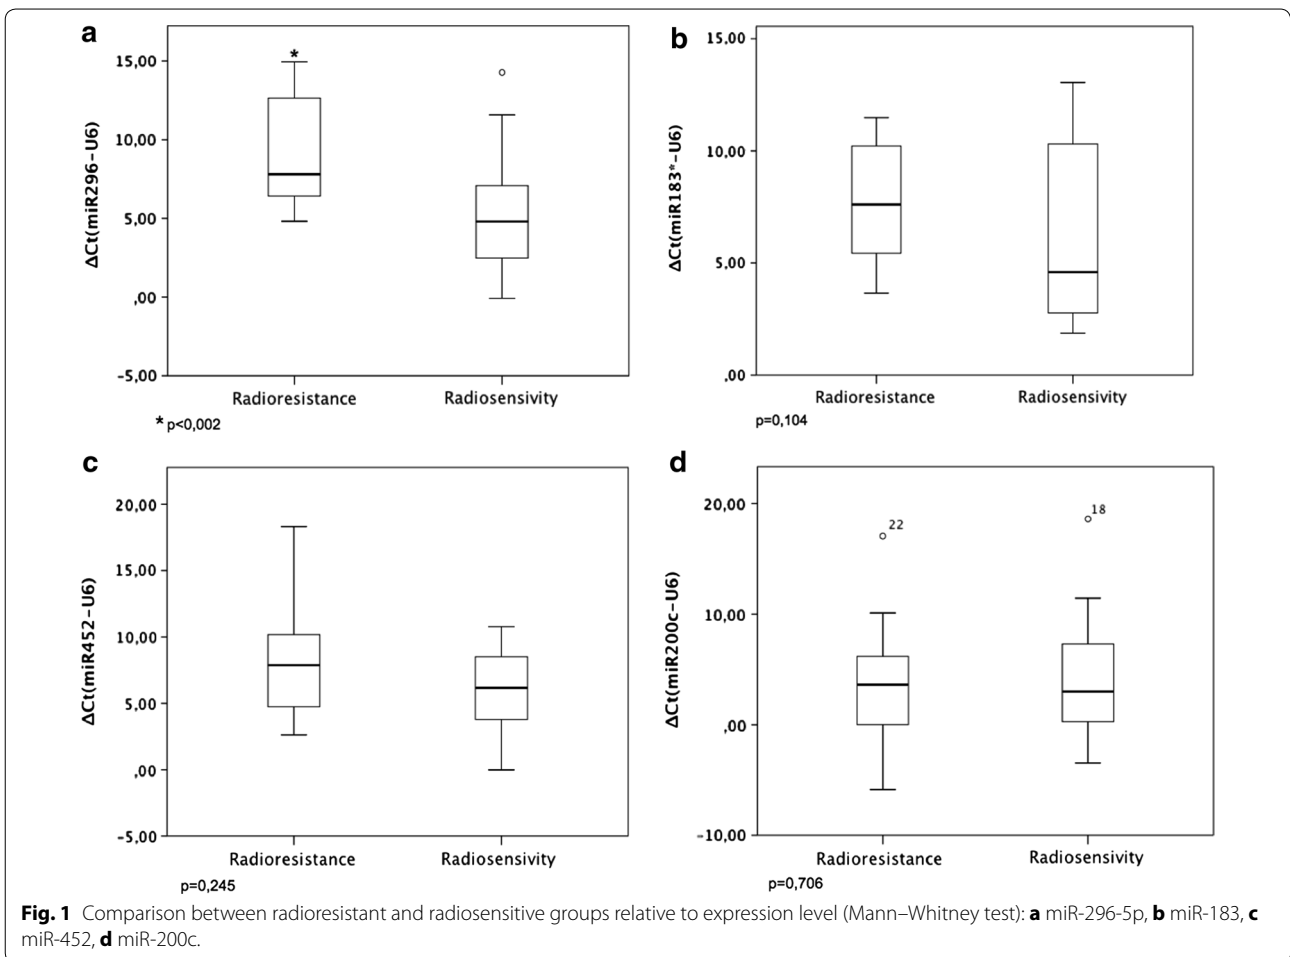 a
*
15,00
10,00
5,00
,00
-5,00
ΔCt(miR296-U6)
Radioresistance
Radiosensivity
* p<0,002
b
15,00
10,00
5,00
,00
ΔCt(miR183*-U6)
Radioresistance
Radiosensivity
p=0,104
c
20,00
15,00
10,00
5,00
,00
-5,00
ΔCt(miR452-U6)
Radioresistance
Radiosensivity
p=0,245
d
20,00
10,00
,00
-10,00
ΔCt(miR200c-U6)
22
18
Radioresistance
Radiosensivity
p=0,706
Fig. 1 Comparison between radioresistant and radiosensitive groups relative to expression level (Mann–Whitney test): a miR-296-5p, b miR-183, c
miR-452, d miR-200c.